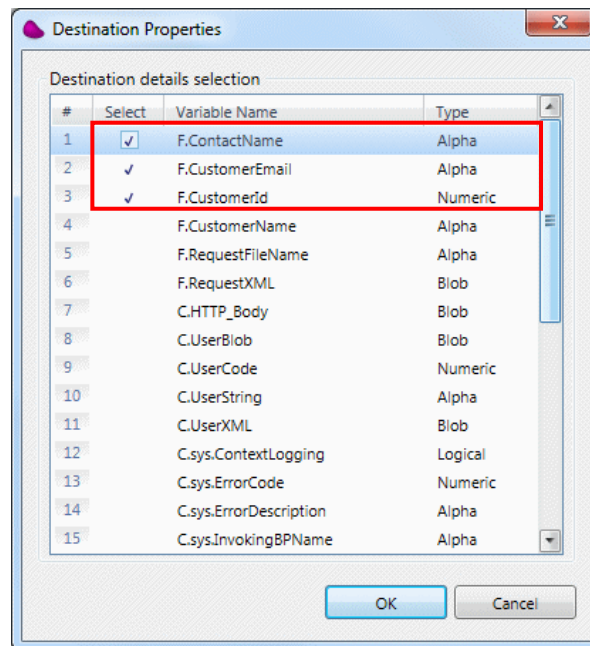 Destination Properties
Destination details selection
# Select Variable Name Type
1 F.ContactName Alpha
2 F.CustomerEmail Alpha
3 F.CustomerId Numeric
4 F.CustomerName Alpha
5 F.RequestFileName Alpha
6 F.RequestXML Blob
7 C.HTTP_Body Blob
8 C.UserBlob Blob
9 C.UserCode Numeric
10 C.UserString Alpha
11 C.UserXML Blob
12 C.sys.ContextLogging Logical
13 C.sys.ErrorCode Numeric
14 C.sys.ErrorDescription Alpha
15 C.sys.InvokingBPName Alpha
OK Cancel